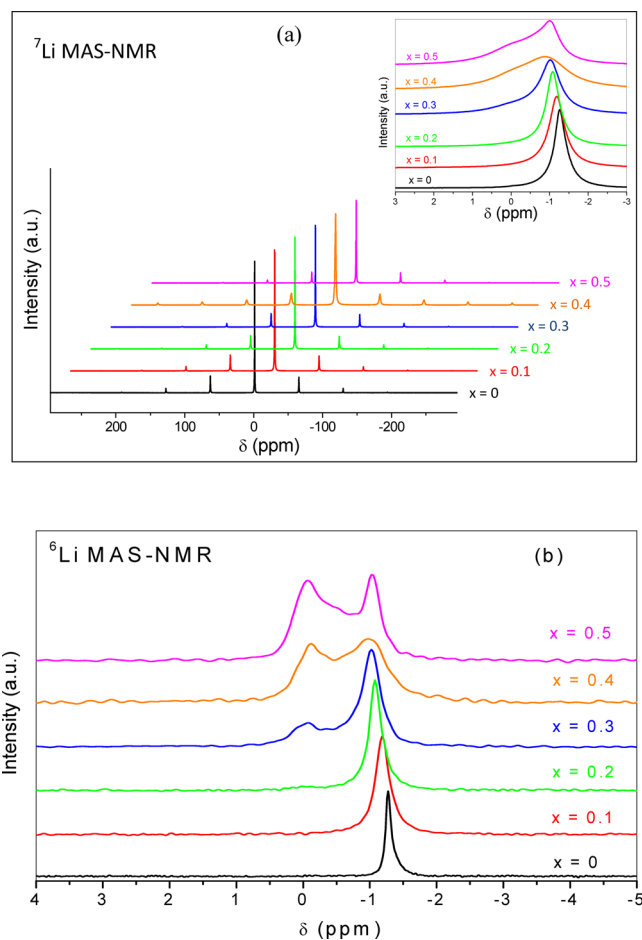 (a)
⁷Li MAS-NMR
x = 0.5
x = 0.4
x = 0.3
x = 0.2
x = 0.1
x = 0
Intensity (a.u.)
3 2 1 0 -1 -2 -3
δ (ppm)
Intensity (a.u.)
x = 0.5
x = 0.4
x = 0.3
x = 0.2
x = 0.1
x = 0
200 100 0 -100 -200
δ (ppm)
⁶Li MAS-NMR
(b)
x = 0.5
x = 0.4
x = 0.3
x = 0.2
x = 0.1
x = 0
Intensity (a.u.)
4 3 2 1 0 -1 -2 -3 -4 -5
δ (ppm)